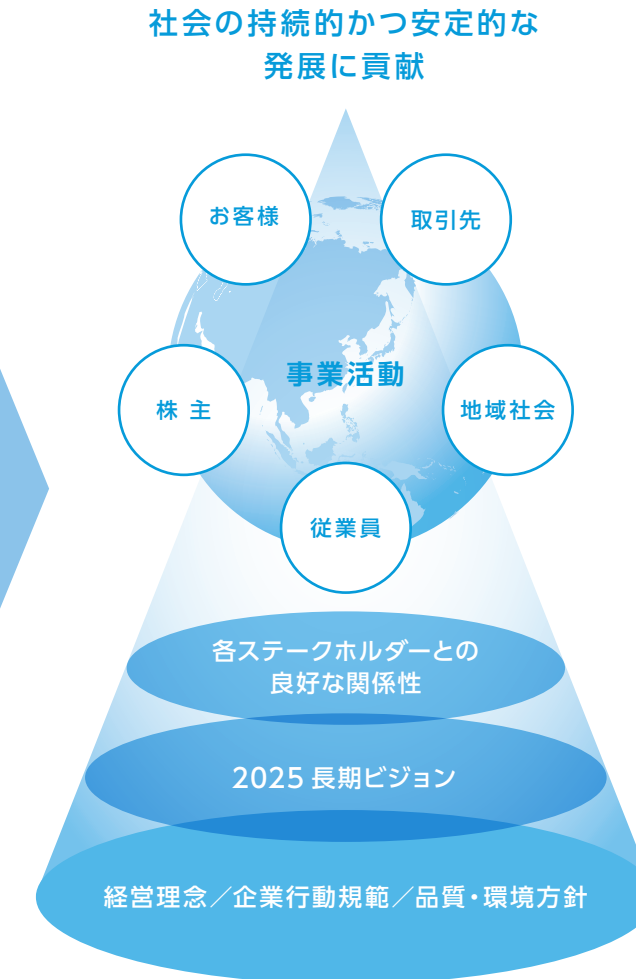 社会の持続的かつ安定的な
発展に貢献
お客様
取引先
事業活動
株 主
地域社会
従業員
各ステークホルダーとの
良好な関係性
2025 長期ビジョン
経営理念／企業行動規範／品質・環境方針